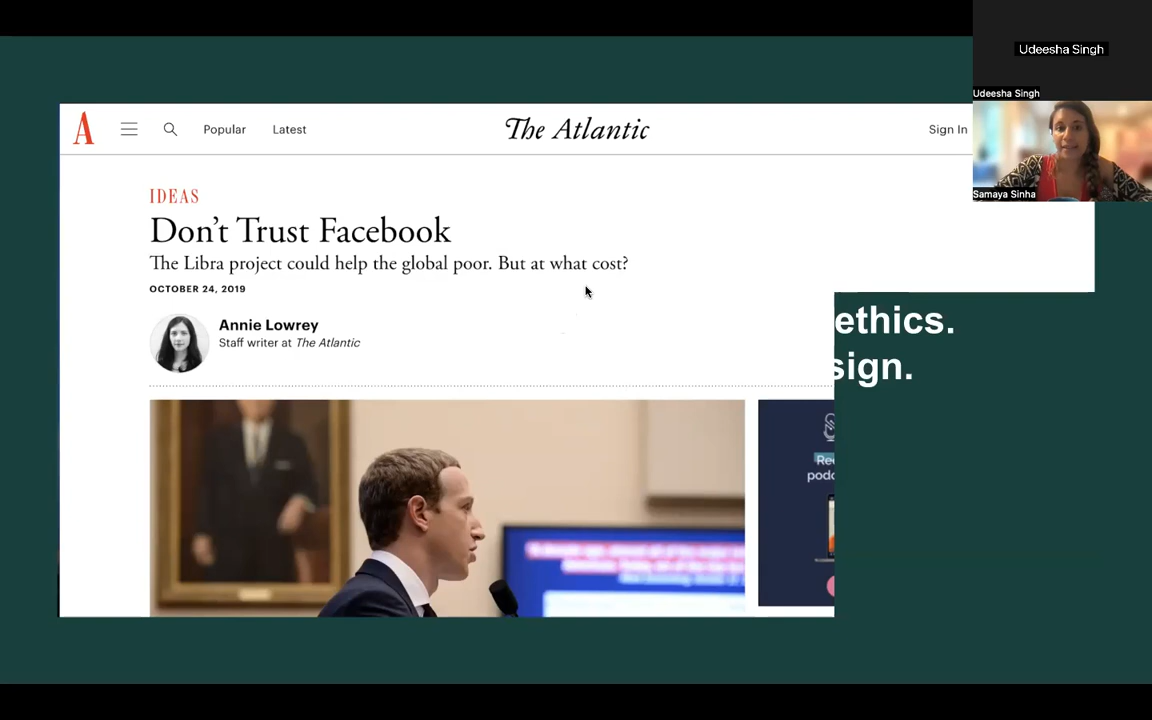 Udeesha Singh
Udeesha Singh
Samaya Sinha
A
Popular
Latest
The Atlantic
Sign In
IDEAS
Don't Trust Facebook
The Libra project could help the global poor. But at what cost?
OCTOBER 24, 2019
Annie Lowrey
Staff writer at The Atlantic
ethics.
sign.